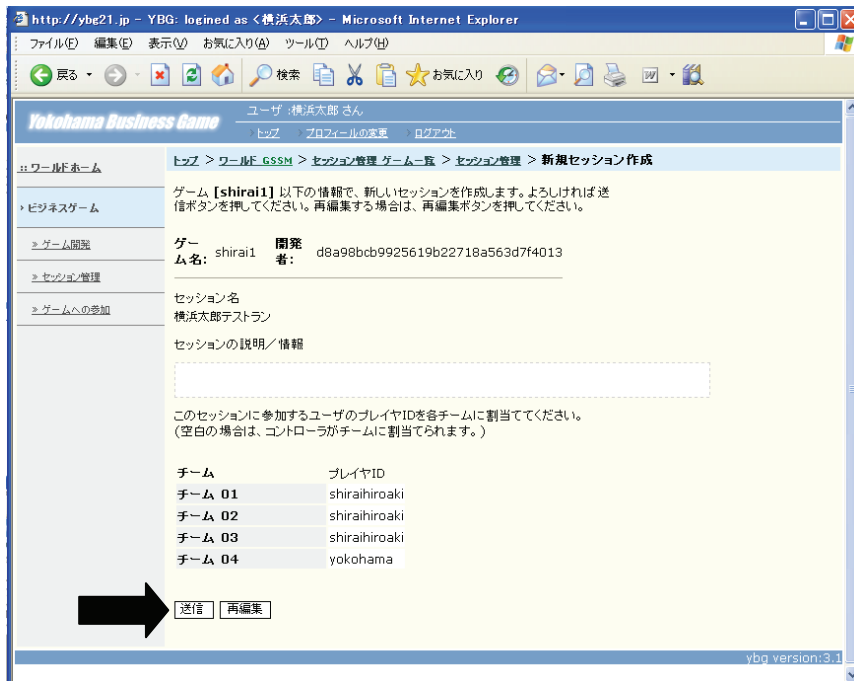 http://ybg21.jp - YBG: logined as <横浜太郎> - Microsoft Internet Explorer
ファイル(F) 編集(E) 表示(V) お気に入り(A) ツール(T) ヘルプ(H)
戻る 検索 お気に入り
Yokohama Business Game
ユーザ :横浜太郎 さん
トップ プロフィールの変更 ログアウト
:: ワールドホーム
トップ > ワールド GSSM > セッション管理 ゲーム一覧 > セッション管理 > 新規セッション作成
› ビジネスゲーム
» ゲーム開発
» セッション管理
» ゲームへの参加
ゲーム [shirai1] 以下の情報で、新しいセッションを作成します。よろしければ送
信ボタンを押してください。再編集する場合は、再編集ボタンを押してください。
ゲーム名: shirai1 開発者: d8a98bcb9925619b22718a563d7f4013
セッション名
横浜太郎テストラン
セッションの説明／情報
このセッションに参加するユーザのプレイヤIDを各チームに割当ててください。
(空白の場合は、コントローラがチームに割当てられます。)
チーム プレイヤID
チーム 01 shiraihiroaki
チーム 02 shiraihiroaki
チーム 03 shiraihiroaki
チーム 04 yokohama
送信 再編集
ybg version:3.1